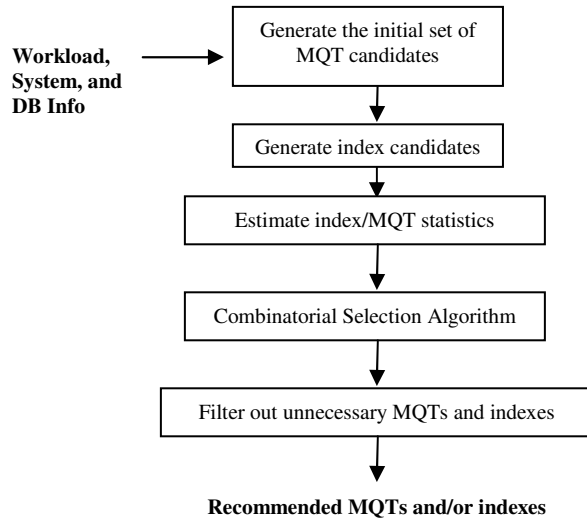 Workload,
System, and
DB Info
Generate the initial set of
MQT candidates
Generate index candidates
Estimate index/MQT statistics
Combinatorial Selection Algorithm
Filter out unnecessary MQTs and indexes
Recommended MQTs and/or indexes